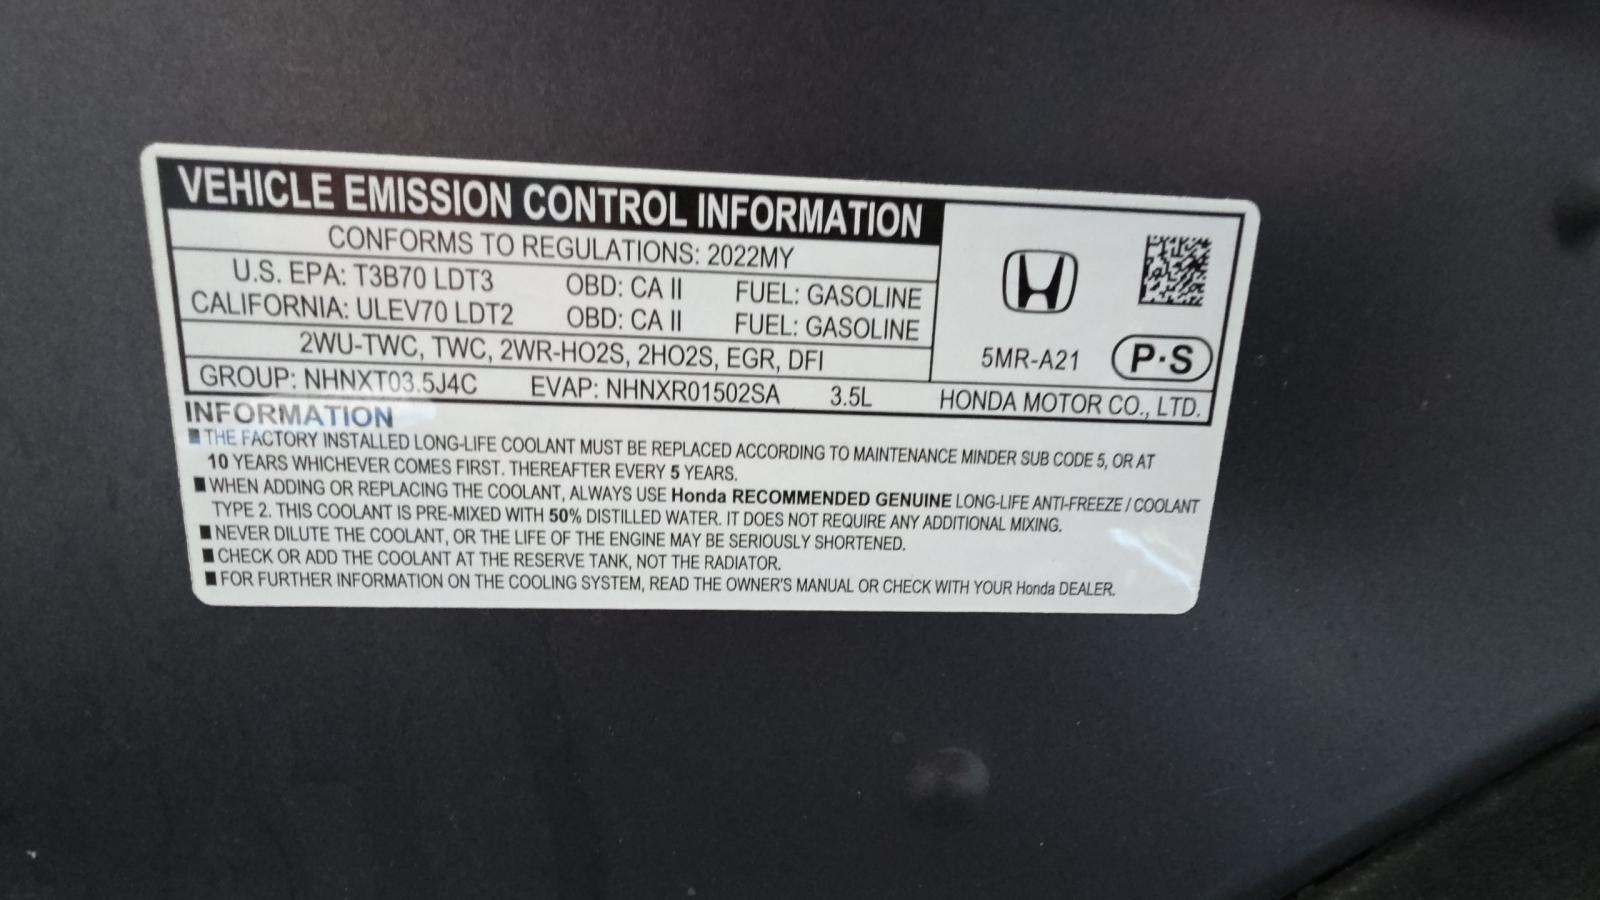 VEHICLE EMISSION CONTROL INFORMATION
CONFORMS TO REGULATIONS: 2022MY
U.S. EPA: T3B70 LDT3 OBD: CA II FUEL: GASOLINE
CALIFORNIA: ULEV70 LDT2 OBD: CA II FUEL: GASOLINE
2WU-TWC, TWC, 2WR-HO2S, 2HO2S, EGR, DFI
5MR-A21 P·S
GROUP: NHNXT03.5J4C EVAP: NHNXR01502SA 3.5L HONDA MOTOR CO., LTD.
INFORMATION
■ THE FACTORY INSTALLED LONG-LIFE COOLANT MUST BE REPLACED ACCORDING TO MAINTENANCE MINDER SUB CODE 5, OR AT
10 YEARS WHICHEVER COMES FIRST. THEREAFTER EVERY 5 YEARS.
■ WHEN ADDING OR REPLACING THE COOLANT, ALWAYS USE Honda RECOMMENDED GENUINE LONG-LIFE ANTI-FREEZE / COOLANT
TYPE 2. THIS COOLANT IS PRE-MIXED WITH 50% DISTILLED WATER. IT DOES NOT REQUIRE ANY ADDITIONAL MIXING.
■ NEVER DILUTE THE COOLANT, OR THE LIFE OF THE ENGINE MAY BE SERIOUSLY SHORTENED.
■ CHECK OR ADD THE COOLANT AT THE RESERVE TANK, NOT THE RADIATOR.
■ FOR FURTHER INFORMATION ON THE COOLING SYSTEM, READ THE OWNER'S MANUAL OR CHECK WITH YOUR Honda DEALER.